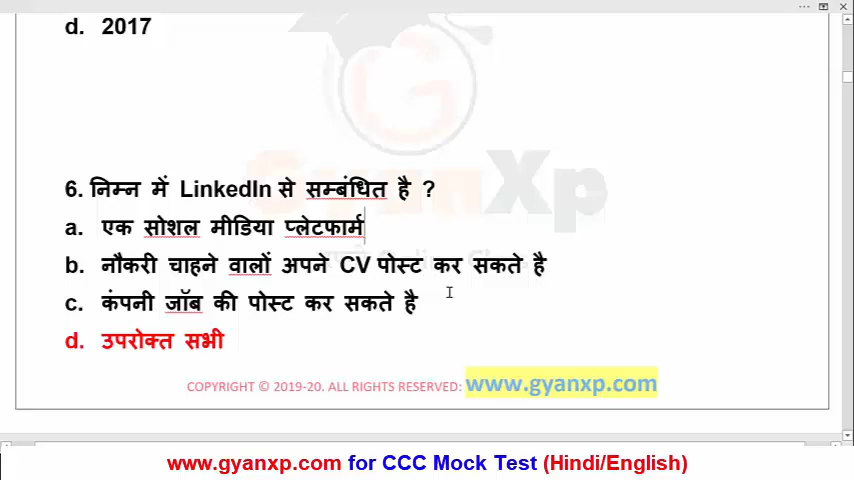 d. 2017
GyanXp
6. निम्न में LinkedIn से सम्बंधित है ?
a. एक सोशल मीडिया प्लेटफार्म
b. नौकरी चाहने वालों अपने CV पोस्ट कर सकते है
c. कंपनी जॉब की पोस्ट कर सकते है
d. उपरोक्त सभी
COPYRIGHT © 2019-20. ALL RIGHTS RESERVED: www.gyanxp.com
www.gyanxp.com for CCC Mock Test (Hindi/English)